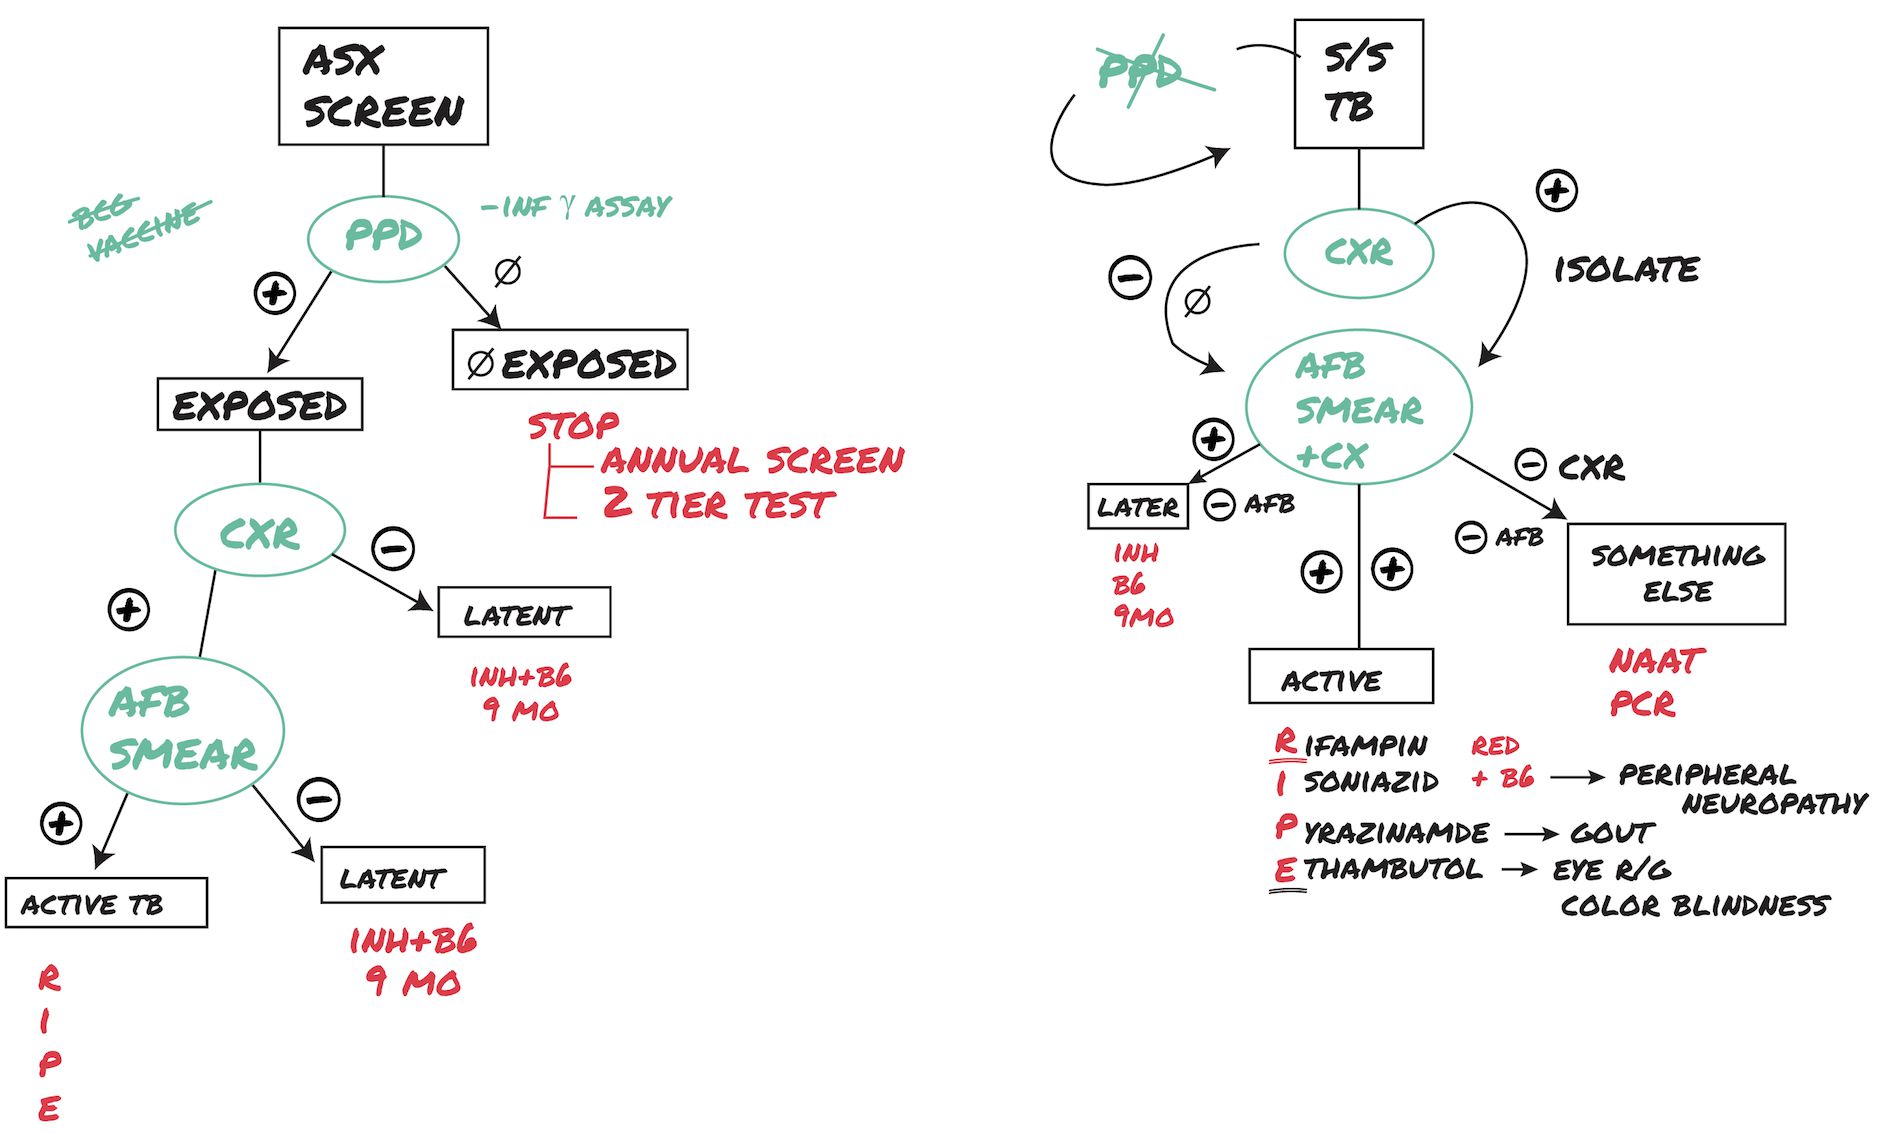 ASX
SCREEN
BCG
VACCINE
PPD
-INF γ ASSAY
+
Ø
Ø EXPOSED
EXPOSED
STOP
ANNUAL SCREEN
2 TIER TEST
CXR
-
+
LATENT
INH+B6
9 MO
AFB
SMEAR
-
+
LATENT
ACTIVE TB
INH+B6
9 MO
R
I
P
E
PPD
S/S
TB
+
CXR
ISOLATE
-
Ø
AFB
SMEAR
+CX
+
- CXR
LATER
- AFB
- AFB
INH
B6
9MO
+ +
SOMETHING
ELSE
NAAT
PCR
ACTIVE
RIFAMPIN RED
ISONIAZID + B6 → PERIPHERAL
NEUROPATHY
PYRAZINAMDE → GOUT
ETHAMBUTOL → EYE R/G
COLOR BLINDNESS